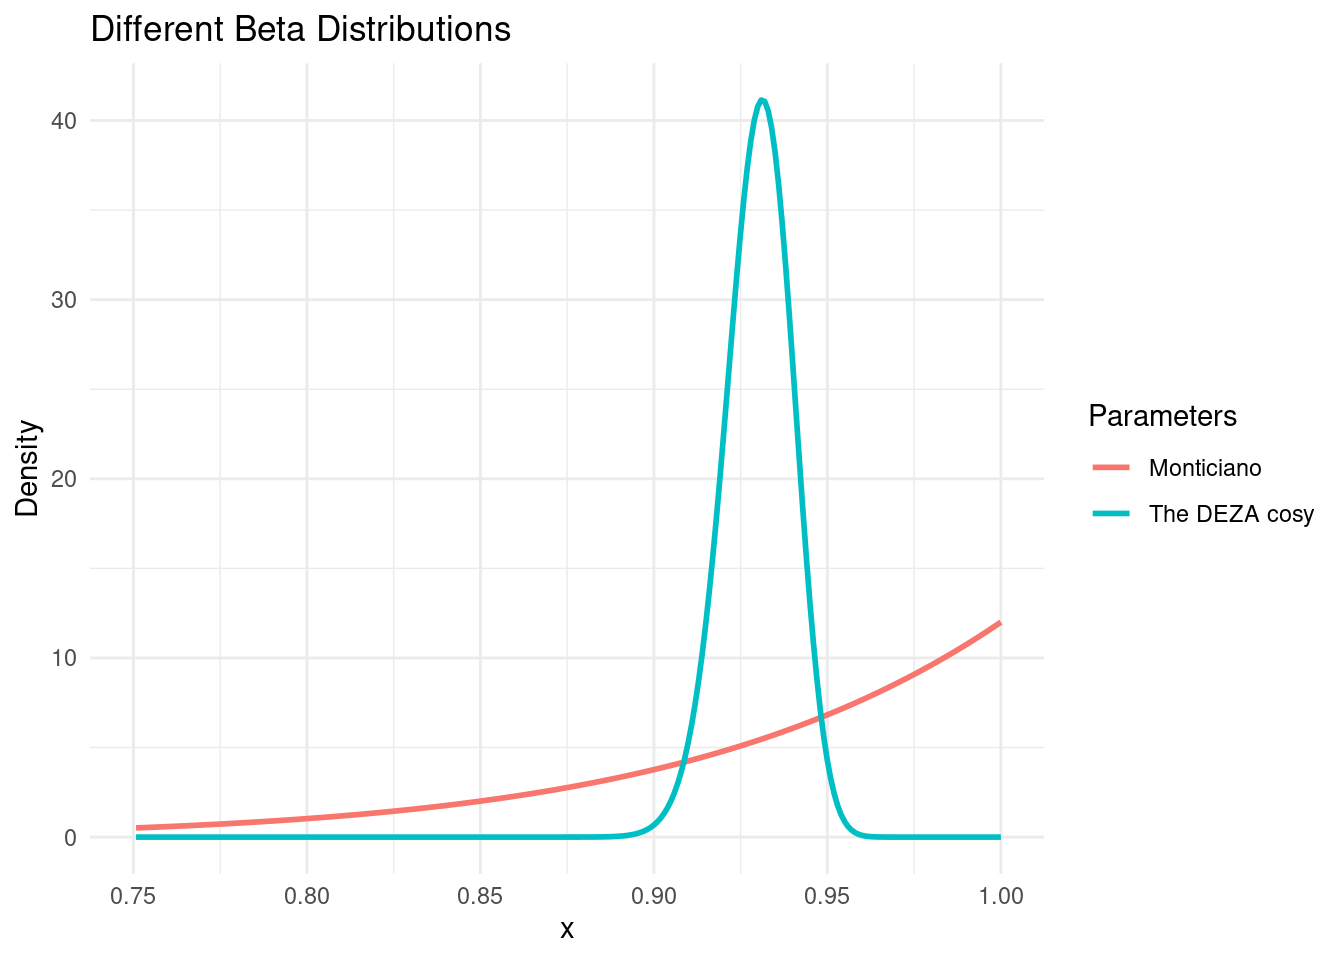 Different Beta Distributions
40
30
20
10
0
Density
0.75 0.80 0.85 0.90 0.95 1.00
x
Parameters
Monticiano
The DEZA cosy